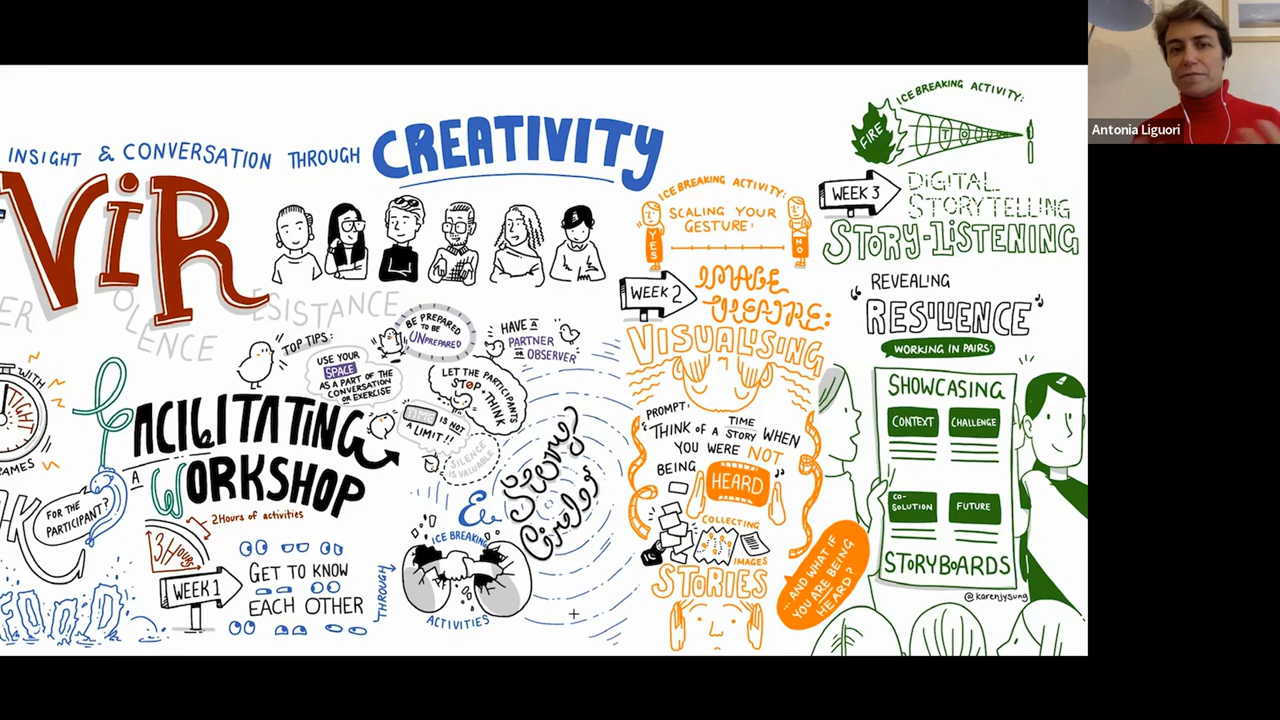 INSIGHT & CONVERSATION THROUGH CREATIVITY
ViR
OLENCE
ESISTANCE
WITH
FACILITATING
A WORKSHOP
FOR THE
PARTICIPANT?
FOOD
TOP TIPS:
USE YOUR
SPACE
AS A PART OF THE
CONVERSATION
OR EXERCISE
BE PREPARED
TO BE
UNPREPARED
HAVE A
PARTNER
OR OBSERVER
LET THE PARTICIPANTS
STOP & THINK
TIME IS NOT
A LIMIT!!
SILENCE
IS VALUABLE
2 Hours of activities
3 HOURS
WEEK 1
GET TO KNOW
EACH OTHER
THROUGH
ICE BREAKING
ACTIVITIES
&
Story
Circles
ICE BREAKING ACTIVITY:
SCALING YOUR
GESTURE!
YES
NO
WEEK 2
IMAGE
THEATRE:
VISUALISING
PROMPT:
"THINK OF A TIME
STORY WHEN
YOU WERE NOT
BEING HEARD"
COLLECTING
IMAGES
STORIES
... AND WHAT IF
YOU ARE BEING
HEARD?
ICE BREAKING ACTIVITY:
FIRE
WEEK 3
DIGITAL
STORYTELLING
STORY-LISTENING
REVEALING
"RESILIENCE"
WORKING IN PAIRS:
SHOWCASING
CONTEXT
CHALLENGE
CO-
SOLUTION
FUTURE
STORYBOARDS
@karenjysung
Antonia Liguori